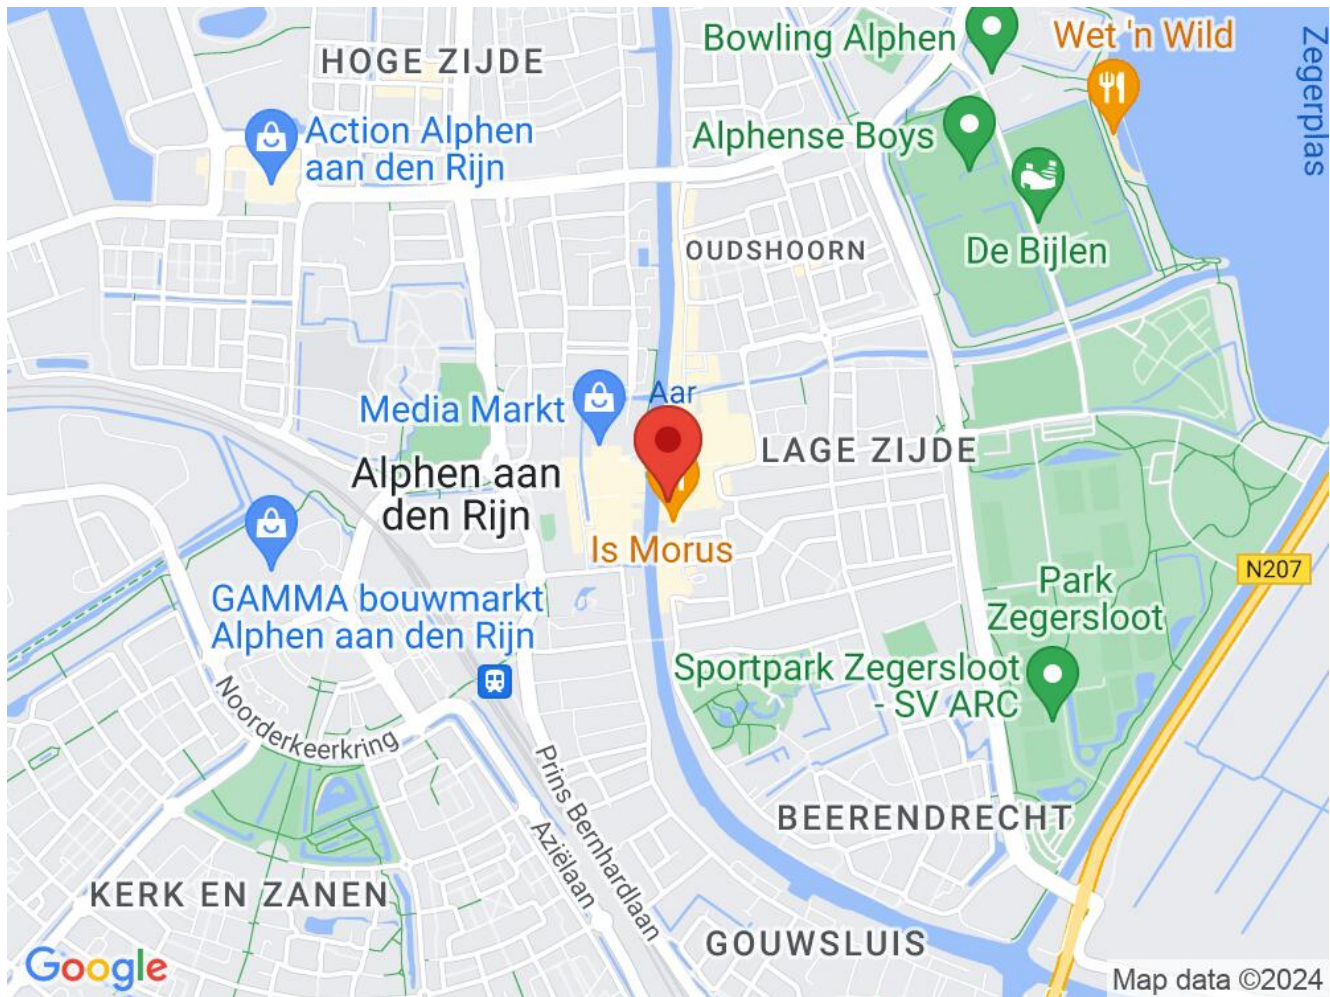 Bowling Alphen
Wet 'n Wild
Zegerplas
HOGE ZIJDE
Action Alphen
aan den Rijn
Alphense Boys
OUDSHOORN
De Bijlen
Aar
Media Markt
LAGE ZIJDE
Alphen aan
den Rijn
Is Morus
N207
GAMMA bouwmarkt
Alphen aan den Rijn
Park
Zegersloot
Sportpark Zegersloot
- SV ARC
Noorderkeerkring
Prins Bernhardlaan
Aziëlaan
BEERENDRECHT
KERK EN ZANEN
GOUWSLUIS
Google
Map data ©2024